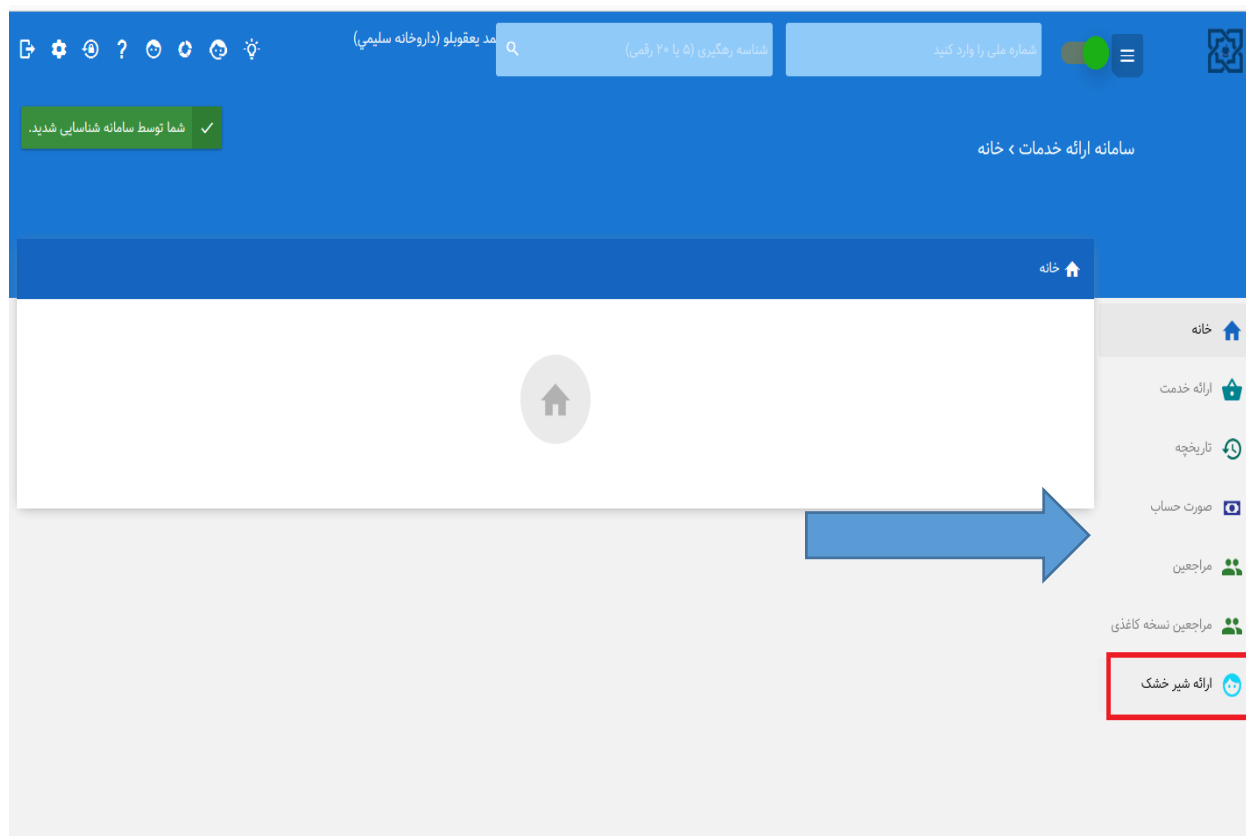 شماره ملی را وارد کنید
شناسه رهگیری (۵ یا ۲۰ رقمی)
مد یعقوبلو (داروخانه سلیمي)
?
شما توسط سامانه شناسایی شدید.
سامانه ارائه خدمات › خانه
خانه
خانه
ارائه خدمت
تاریخچه
صورت حساب
مراجعین
مراجعین نسخه کاغذی
ارائه شیر خشک